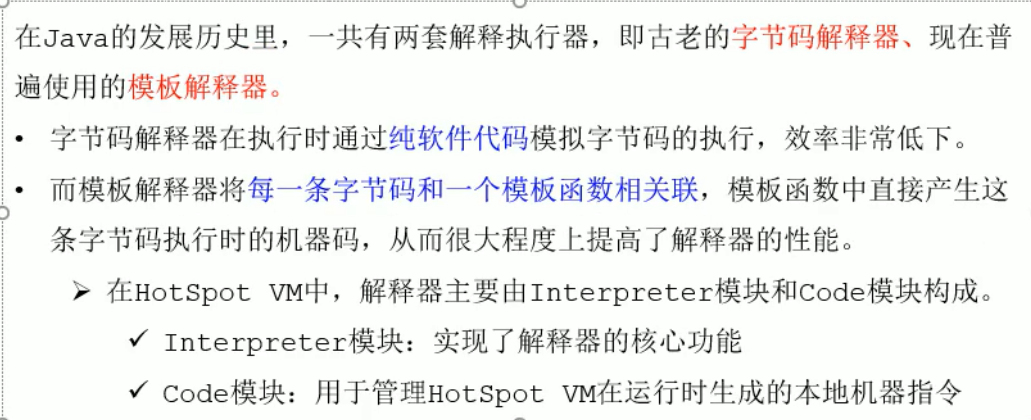 在Java的发展历史里，一共有两套解释执行器，即古老的字节码解释器、现在普
遍使用的模板解释器。
• 字节码解释器在执行时通过纯软件代码模拟字节码的执行，效率非常低下。
• 而模板解释器将每一条字节码和一个模板函数相关联，模板函数中直接产生这
条字节码执行时的机器码，从而很大程度上提高了解释器的性能。
➢ 在HotSpot VM中，解释器主要由Interpreter模块和Code模块构成。
✓ Interpreter模块：实现了解释器的核心功能
✓ Code模块：用于管理HotSpot VM在运行时生成的本地机器指令